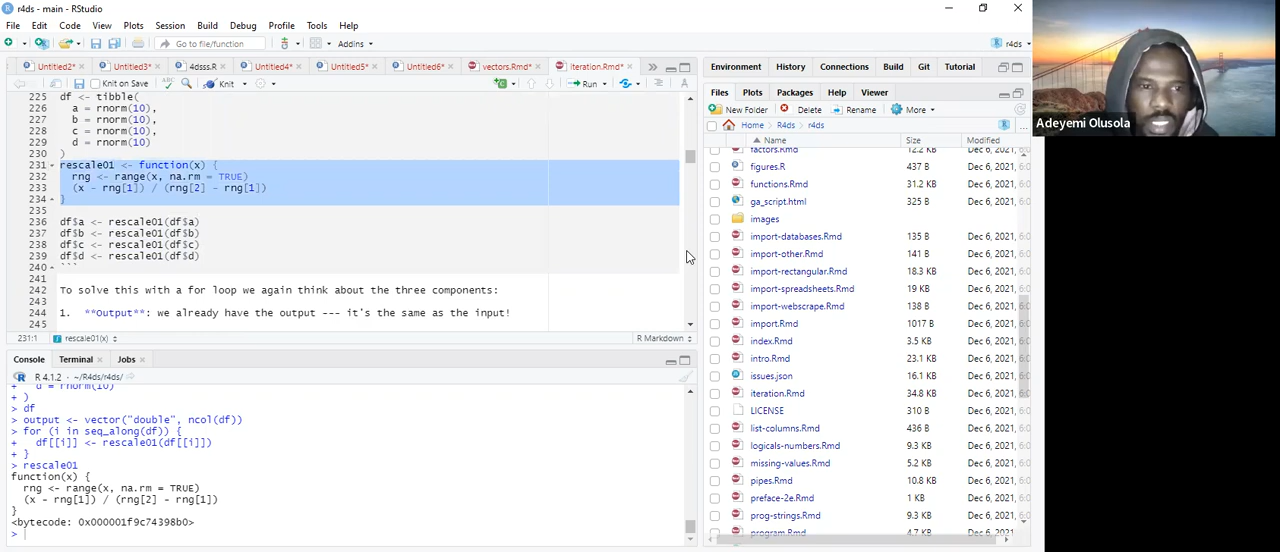 r4ds - main - RStudio
File Edit Code View Plots Session Build Debug Profile Tools Help
Go to file/function Addins r4ds
Untitled2* Untitled3* 4dsss.R Untitled4* Untitled5* Untitled6* vectors.Rmd* iteration.Rmd*
Knit on Save Knit Run
225 df <- tibble(
226 a = rnorm(10),
227 b = rnorm(10),
228 c = rnorm(10),
229 d = rnorm(10)
230 )
231 rescale01 <- function(x) {
232 rng <- range(x, na.rm = TRUE)
233 (x - rng[1]) / (rng[2] - rng[1])
234 }
235
236 df$a <- rescale01(df$a)
237 df$b <- rescale01(df$b)
238 df$c <- rescale01(df$c)
239 df$d <- rescale01(df$d)
240 ```
241
242 To solve this with a for loop we again think about the three components:
243
244 1. **Output**: we already have the output --- it's the same as the input!
245
231:1 rescale01(x) R Markdown
Console Terminal Jobs
R 4.1.2 · ~/R4ds/r4ds/
+ d = rnorm(10)
+ )
> df
> output <- vector("double", ncol(df))
> for (i in seq_along(df)) {
+ df[[i]] <- rescale01(df[[i]])
+ }
> rescale01
function(x) {
rng <- range(x, na.rm = TRUE)
(x - rng[1]) / (rng[2] - rng[1])
}
<bytecode: 0x000001f9c74398b0>
>
Environment History Connections Build Git Tutorial
Files Plots Packages Help Viewer
New Folder Delete Rename More
Home R4ds r4ds
Name Size Modified
factors.Rmd 12.2 KB Dec 6, 2021, 6:0
figures.R 437 B Dec 6, 2021, 6:0
functions.Rmd 31.2 KB Dec 6, 2021, 6:0
ga_script.html 325 B Dec 6, 2021, 6:0
images
import-databases.Rmd 135 B Dec 6, 2021, 6:0
import-other.Rmd 141 B Dec 6, 2021, 6:0
import-rectangular.Rmd 18.3 KB Dec 6, 2021, 6:0
import-spreadsheets.Rmd 19 KB Dec 6, 2021, 6:0
import-webscrape.Rmd 138 B Dec 6, 2021, 6:0
import.Rmd 1017 B Dec 6, 2021, 6:0
index.Rmd 3.5 KB Dec 6, 2021, 6:0
intro.Rmd 23.1 KB Dec 6, 2021, 6:0
issues.json 16.1 KB Dec 6, 2021, 6:0
iteration.Rmd 34.8 KB Dec 6, 2021, 6:0
LICENSE 310 B Dec 6, 2021, 6:0
list-columns.Rmd 436 B Dec 6, 2021, 6:0
logicals-numbers.Rmd 9.3 KB Dec 6, 2021, 6:0
missing-values.Rmd 5.2 KB Dec 6, 2021, 6:0
pipes.Rmd 10.8 KB Dec 6, 2021, 6:0
preface-2e.Rmd 1 KB Dec 6, 2021, 6:0
prog-strings.Rmd 9.3 KB Dec 6, 2021, 6:0
program.Rmd 4.7 KB Dec 6, 2021, 6:0
Adeyemi Olusola